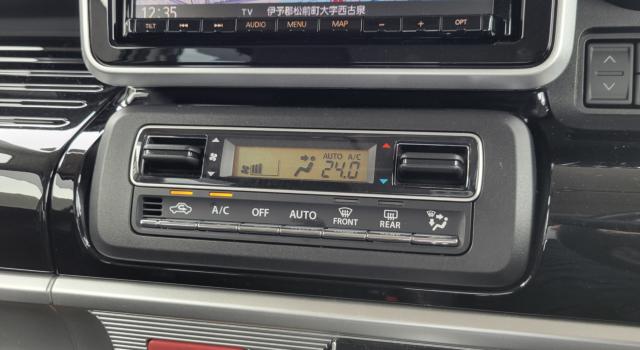 12:35 TV 伊予郡松前町大字西古泉
TILT AUDIO MENU MAP − + OPT
AUTO A/C
24.0
A/C OFF AUTO FRONT REAR